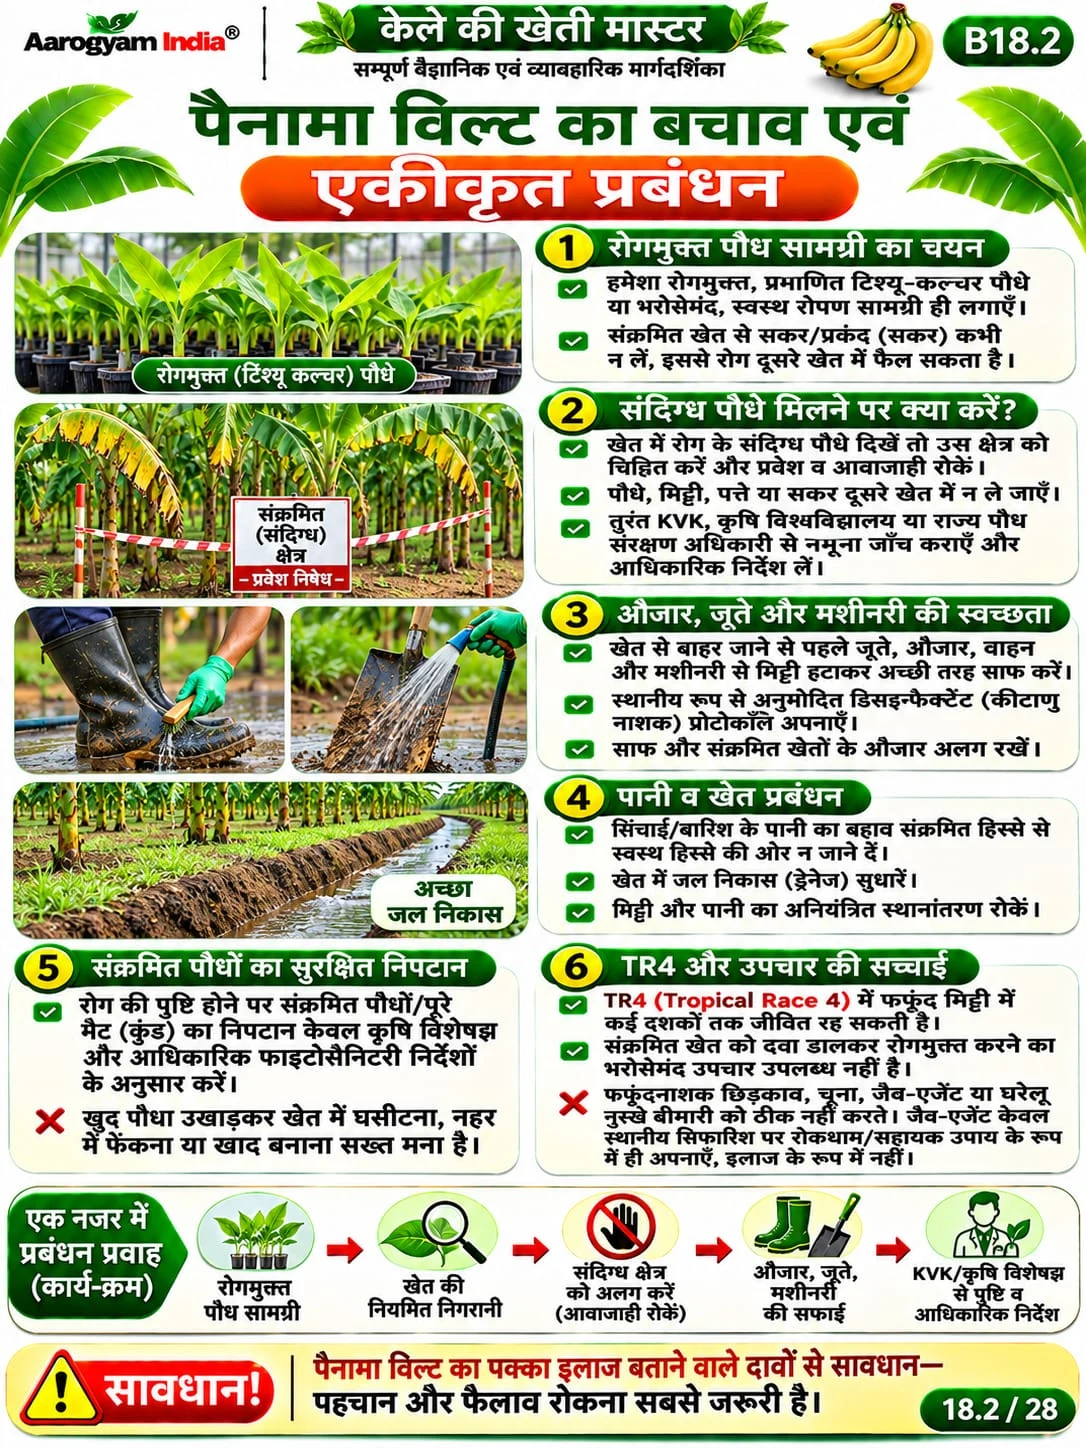 Aarogyam India®
केले की खेती मास्टर
सम्पूर्ण वैज्ञानिक एवं व्यावहारिक मार्गदर्शिका
B18.2
पैनामा विल्ट का बचाव एवं
एकीकृत प्रबंधन
रोगमुक्त (टिश्यू कल्चर) पौधे
1 रोगमुक्त पौध सामग्री का चयन
हमेशा रोगमुक्त, प्रमाणित टिश्यू-कल्चर पौधे
या भरोसेमंद, स्वस्थ रोपण सामग्री ही लगाएँ।
संक्रमित खेत से सकर/प्रकंद (सकर) कभी
न लें, इससे रोग दूसरे खेत में फैल सकता है।
संक्रमित
(संदिग्ध)
क्षेत्र
– प्रवेश निषेध –
2 संदिग्ध पौधे मिलने पर क्या करें?
खेत में रोग के संदिग्ध पौधे दिखें तो उस क्षेत्र को
चिह्नित करें और प्रवेश व आवाजाही रोकें।
पौधे, मिट्टी, पत्ते या सकर दूसरे खेत में न ले जाएँ।
तुरंत KVK, कृषि विश्वविद्यालय या राज्य पौध
संरक्षण अधिकारी से नमूना जाँच कराएँ और
आधिकारिक निर्देश लें।
3 औजार, जूते और मशीनरी की स्वच्छता
खेत से बाहर जाने से पहले जूते, औजार, वाहन
और मशीनरी से मिट्टी हटाकर अच्छी तरह साफ करें।
स्थानीय रूप से अनुमोदित डिसइन्फैक्टेंट (कीटाणु
नाशक) प्रोटोकॉल अपनाएँ।
साफ और संक्रमित खेतों के औजार अलग रखें।
अच्छा
जल निकास
4 पानी व खेत प्रबंधन
सिंचाई/बारिश के पानी का बहाव संक्रमित हिस्से से
स्वस्थ हिस्से की ओर न जाने दें।
खेत में जल निकास (ड्रेनेज) सुधारें।
मिट्टी और पानी का अनियंत्रित स्थानांतरण रोकें।
5 संक्रमित पौधों का सुरक्षित निपटान
रोग की पुष्टि होने पर संक्रमित पौधों/पूरे
मैट (कुंड) का निपटान केवल कृषि विशेषज्ञ
और आधिकारिक फाइटोसैनिटरी निर्देशों
के अनुसार करें।
खुद पौधा उखाड़कर खेत में घसीटना, नहर
में फेंकना या खाद बनाना सख्त मना है।
6 TR4 और उपचार की सच्चाई
TR4 (Tropical Race 4) में फफूंद मिट्टी में
कई दशकों तक जीवित रह सकती है।
संक्रमित खेत को दवा डालकर रोगमुक्त करने का
भरोसेमंद उपचार उपलब्ध नहीं है।
फफूंदनाशक छिड़काव, चूना, जैव-एजेंट या घरेलू
नुस्खे बीमारी को ठीक नहीं करते। जैव-एजेंट केवल
स्थानीय सिफारिश पर रोकथाम/सहायक उपाय के रूप
में ही अपनाएँ, इलाज के रूप में नहीं।
एक नजर में
प्रबंधन प्रवाह
(कार्य-क्रम)
रोगमुक्त
पौध सामग्री
खेत की
नियमित निगरानी
संदिग्ध क्षेत्र
को अलग करें
(आवाजाही रोकें)
औजार, जूते,
मशीनरी
की सफाई
KVK/कृषि विशेषज्ञ
से पुष्टि व
आधिकारिक निर्देश
सावधान!
पैनामा विल्ट का पक्का इलाज बताने वाले दावों से सावधान–
पहचान और फैलाव रोकना सबसे जरूरी है।
18.2 / 28